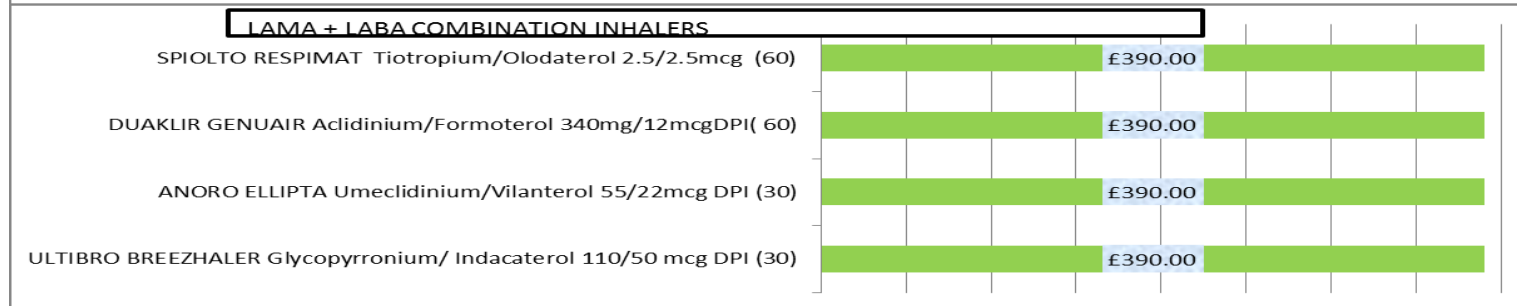 LAMA + LABA COMBINATION INHALERS
SPIOLTO RESPIMAT Tiotropium/Olodaterol 2.5/2.5mcg (60) £390.00
DUAKLIR GENUAIR Aclidinium/Formoterol 340mg/12mcgDPI( 60) £390.00
ANORO ELLIPTA Umeclidinium/Vilanterol 55/22mcg DPI (30) £390.00
ULTIBRO BREEZHALER Glycopyrronium/ Indacaterol 110/50 mcg DPI (30) £390.00